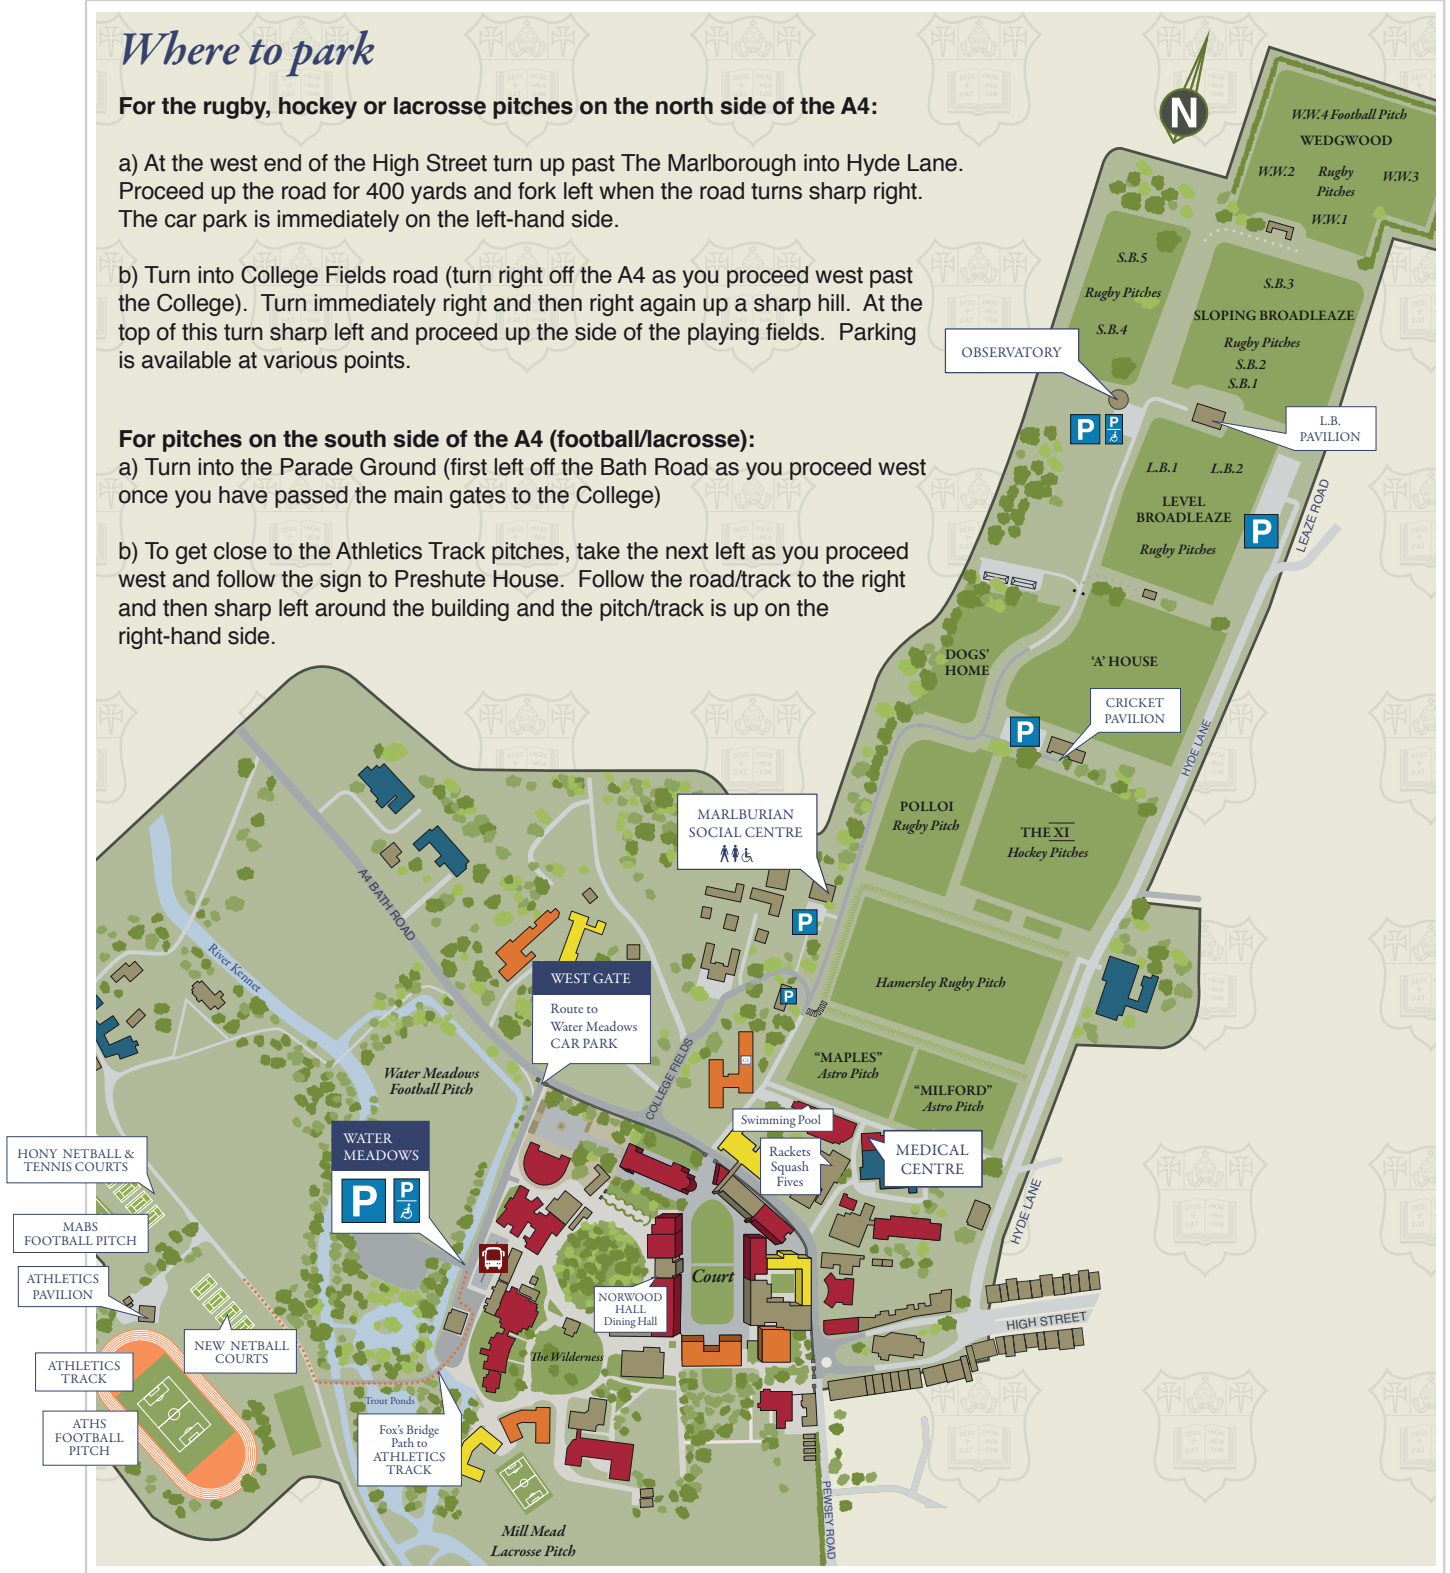 Where to park
For the rugby, hockey or lacrosse pitches on the north side of the A4:
a) At the west end of the High Street turn up past The Marlborough into Hyde Lane.
Proceed up the road for 400 yards and fork left when the road turns sharp right.
The car park is immediately on the left-hand side.
b) Turn into College Fields road (turn right off the A4 as you proceed west past
the College).  Turn immediately right and then right again up a sharp hill.  At the
top of this turn sharp left and proceed up the side of the playing fields.  Parking
is available at various points.
For pitches on the south side of the A4 (football/lacrosse):
a) Turn into the Parade Ground (first left off the Bath Road as you proceed west
once you have passed the main gates to the College)
b) To get close to the Athletics Track pitches, take the next left as you proceed
west and follow the sign to Preshute House.  Follow the road/track to the right
and then sharp left around the building and the pitch/track is up on the
right-hand side.
N
W.W.4 Football Pitch
WEDGWOOD
W.W.2
Rugby
Pitches
W.W.3
W.W.1
S.B.5
Rugby Pitches
S.B.4
S.B.3
SLOPING BROADLEAZE
Rugby Pitches
S.B.2
S.B.1
OBSERVATORY
P
P
L.B.
PAVILION
L.B.1
L.B.2
LEVEL
BROADLEAZE
Rugby Pitches
P
LEAZE ROAD
DOGS'
HOME
'A' HOUSE
CRICKET
PAVILION
P
HYDE LANE
POLLOI
Rugby Pitch
THE XI
Hockey Pitches
MARLBURIAN
SOCIAL CENTRE
P
A4 BATH ROAD
River Kennet
Hamersley Rugby Pitch
WEST GATE
Route to
Water Meadows
CAR PARK
P
COLLEGE FIELDS
"MAPLES"
Astro Pitch
"MILFORD"
Astro Pitch
Water Meadows
Football Pitch
Swimming Pool
Rackets
Squash
Fives
MEDICAL
CENTRE
WATER
MEADOWS
P
P
HONY NETBALL &
TENNIS COURTS
MABS
FOOTBALL PITCH
ATHLETICS
PAVILION
HYDE LANE
Court
NORWOOD
HALL
Dining Hall
HIGH STREET
NEW NETBALL
COURTS
The Wilderness
ATHLETICS
TRACK
Trout Ponds
ATHS
FOOTBALL
PITCH
Fox's Bridge
Path to
ATHLETICS
TRACK
PEWSEY ROAD
Mill Mead
Lacrosse Pitch